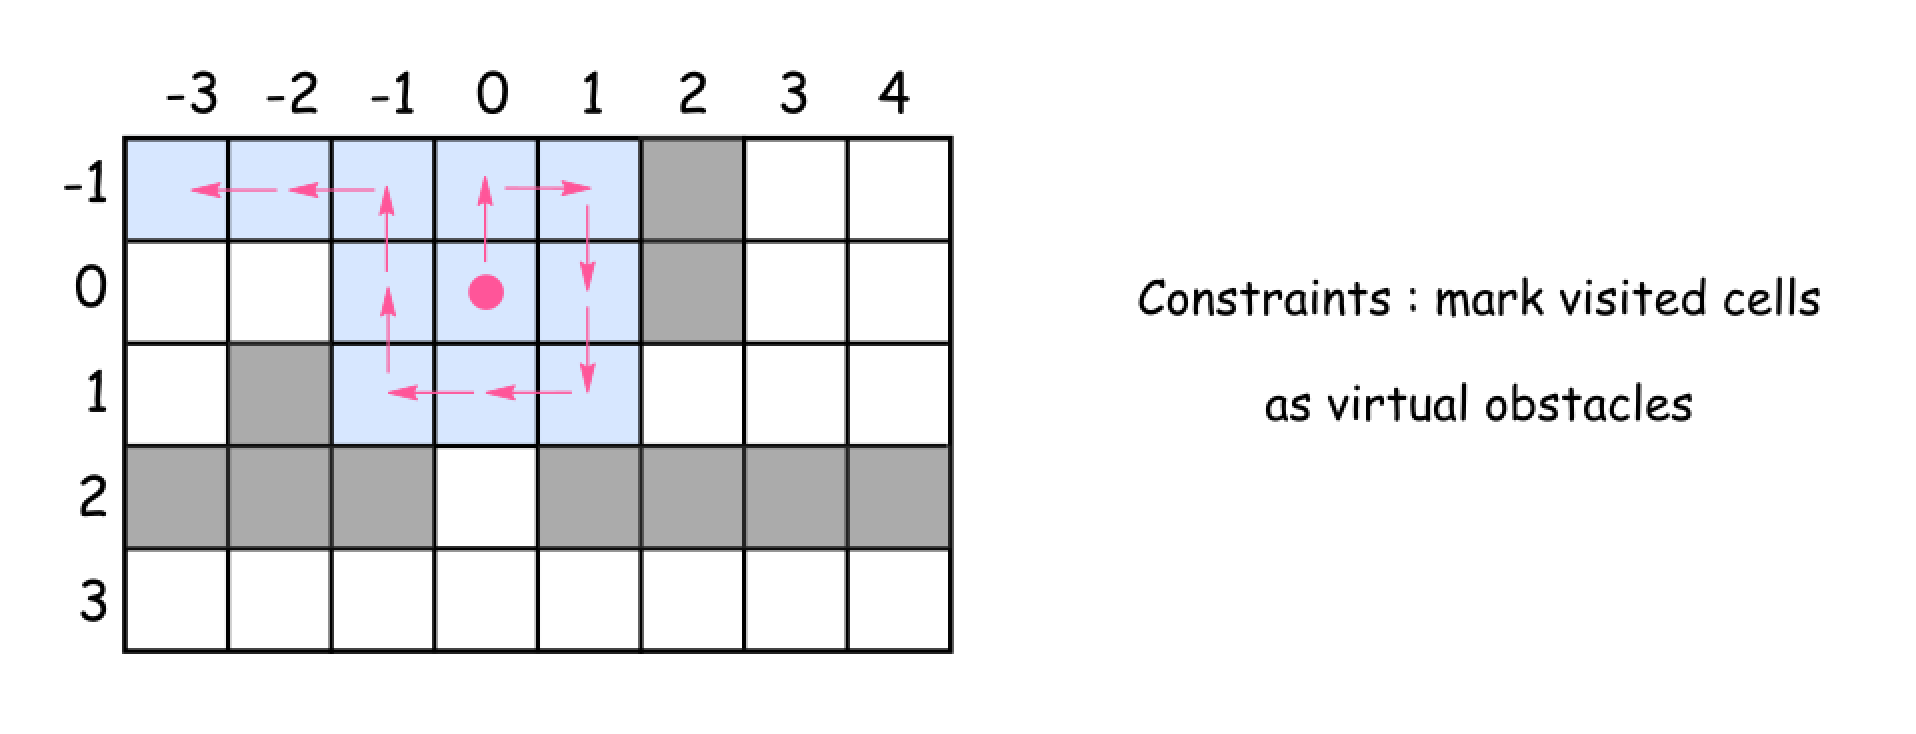 -3 -2 -1 0 1 2 3 4
-1
0
Constraints : mark visited cells
1
as virtual obstacles
2
3